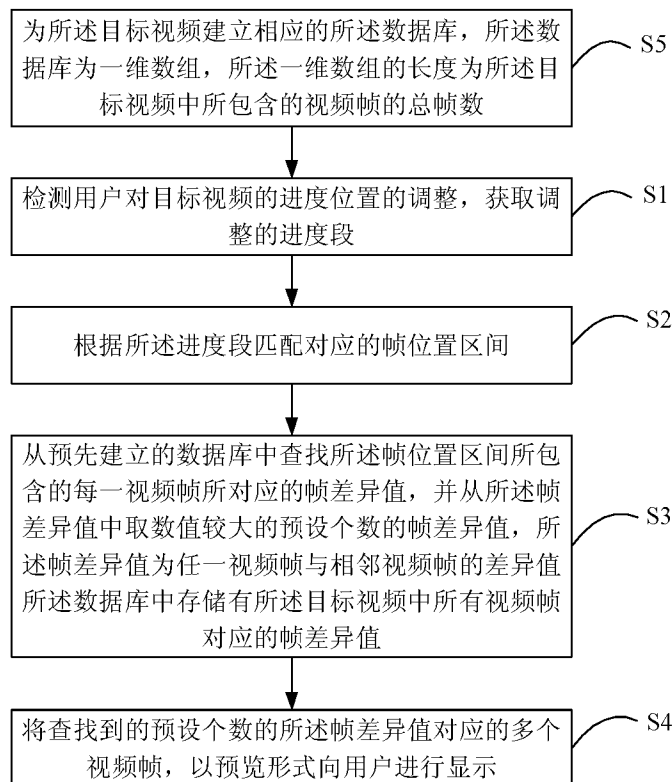 为所述目标视频建立相应的所述数据库，所述数
据库为一维数组，所述一维数组的长度为所述目
标视频中所包含的视频帧的总帧数
S5
检测用户对目标视频的进度位置的调整，获取调
整的进度段
S1
根据所述进度段匹配对应的帧位置区间
S2
从预先建立的数据库中查找所述帧位置区间所包
含的每一视频帧所对应的帧差异值，并从所述帧
差异值中取数值较大的预设个数的帧差异值，所
述帧差异值为任一视频帧与相邻视频帧的差异值
所述数据库中存储有所述目标视频中所有视频帧
对应的帧差异值
S3
将查找到的预设个数的所述帧差异值对应的多个
视频帧，以预览形式向用户进行显示
S4